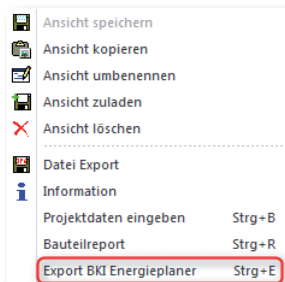 Ansicht speichern
Ansicht kopieren
Ansicht umbenennen
Ansicht zuladen
Ansicht löschen
Datei Export
Information
Projektdaten eingeben Strg+B
Bauteilreport Strg+R
Export BKI Energieplaner Strg+E